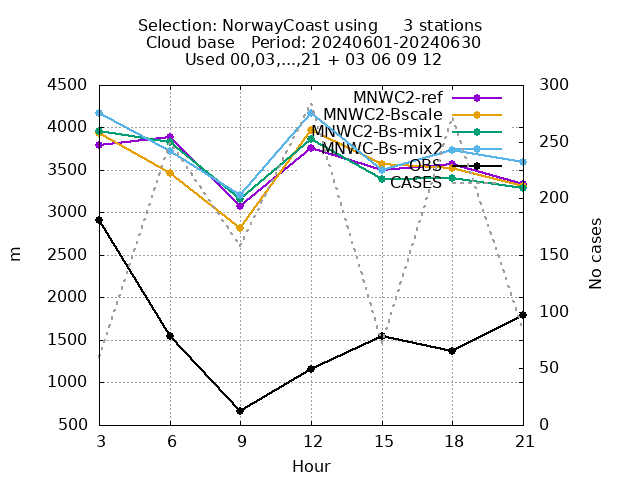 Selection: NorwayCoast using     3 stations
Cloud base   Period: 20240601-20240630
Used 00,03,...,21 + 03 06 09 12
4500
4000
3500
3000
2500
2000
1500
1000
500
m
MNWC2-ref
MNWC2-Bscale
MNWC2-Bs-mix1
MNWC-Bs-mix2
OBS
CASES
300
250
200
150
100
50
0
No cases
3 6 9 12 15 18 21
Hour